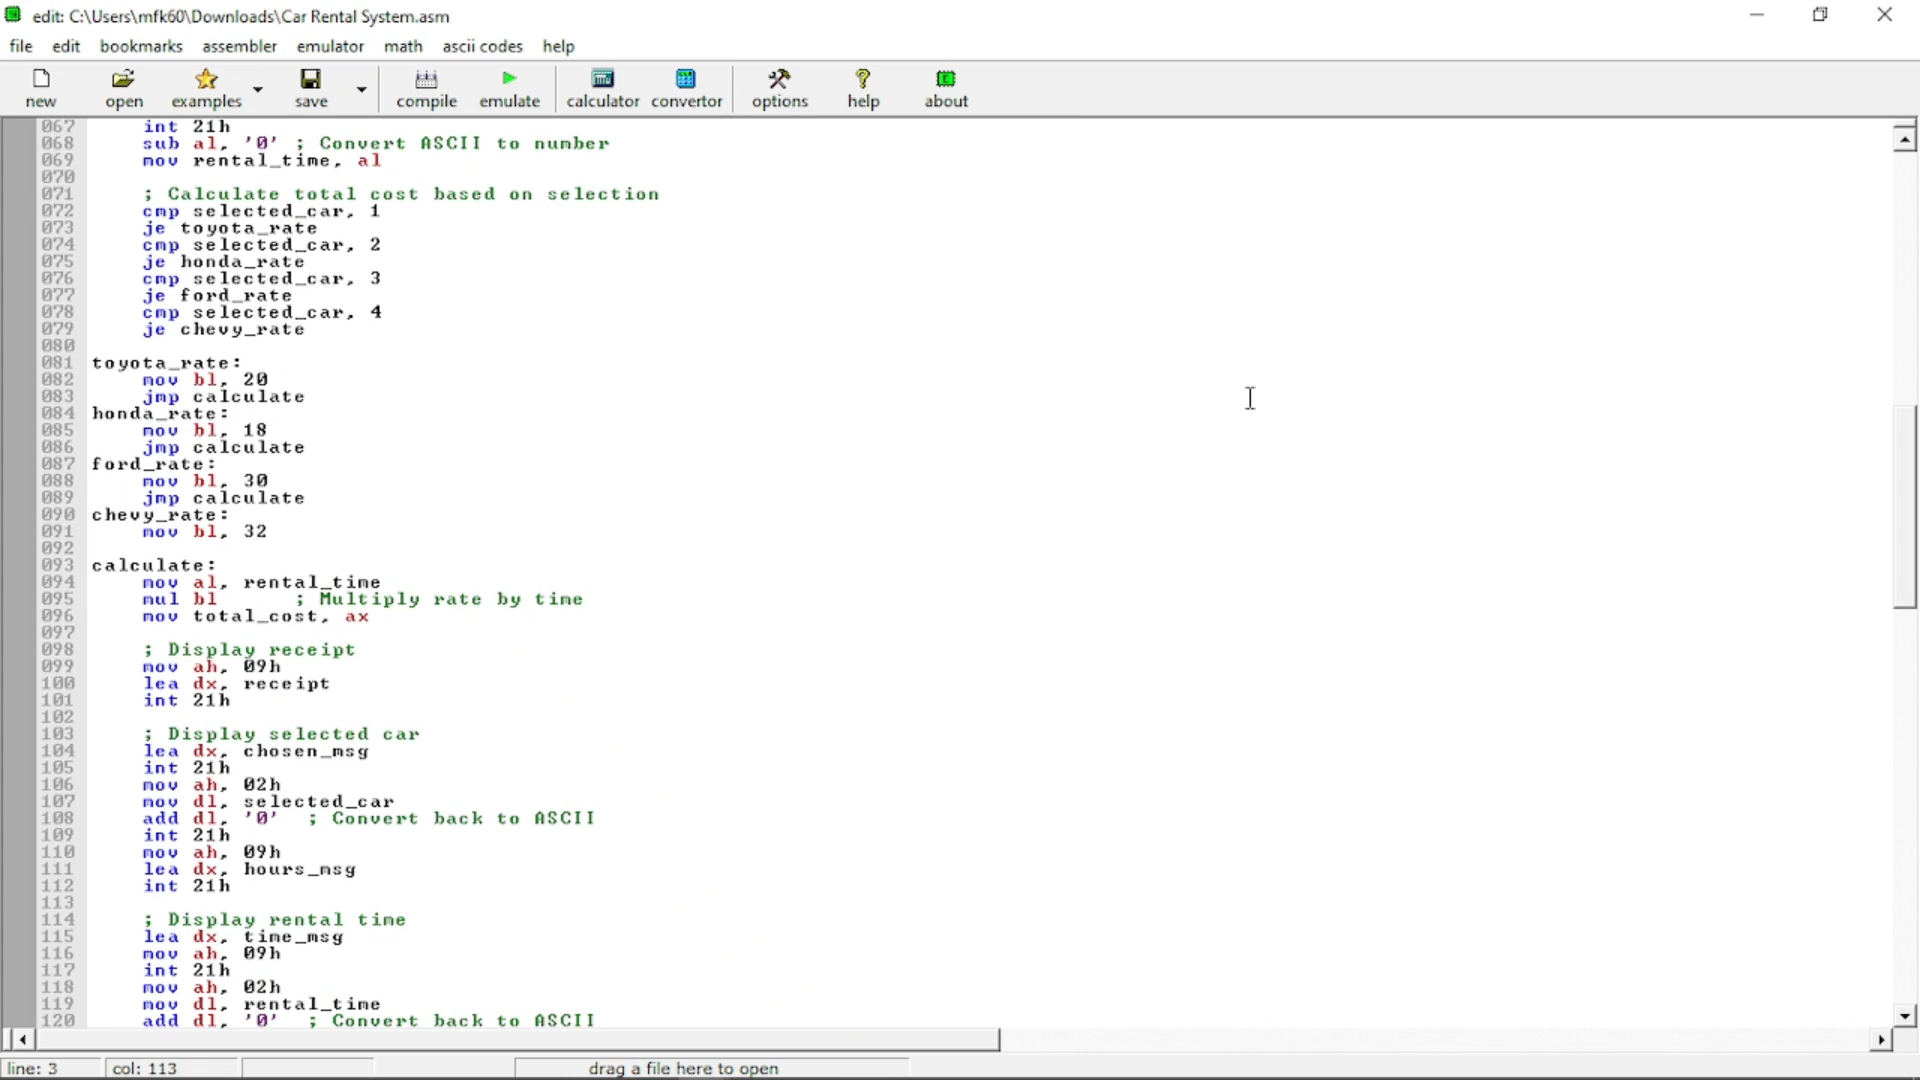 edit: C:\Users\mfk60\Downloads\Car Rental System.asm
file edit bookmarks assembler emulator math ascii codes help
new open examples save compile emulate calculator convertor options help about
067 int 21h
068 sub al, '0' ; Convert ASCII to number
069 mov rental_time, al
070
071 ; Calculate total cost based on selection
072 cmp selected_car, 1
073 je toyota_rate
074 cmp selected_car, 2
075 je honda_rate
076 cmp selected_car, 3
077 je ford_rate
078 cmp selected_car, 4
079 je chevy_rate
080
081 toyota_rate:
082 mov bl, 20
083 jmp calculate
084 honda_rate:
085 mov bl, 18
086 jmp calculate
087 ford_rate:
088 mov bl, 30
089 jmp calculate
090 chevy_rate:
091 mov bl, 32
092
093 calculate:
094 mov al, rental_time
095 mul bl ; Multiply rate by time
096 mov total_cost, ax
097
098 ; Display receipt
099 mov ah, 09h
100 lea dx, receipt
101 int 21h
102
103 ; Display selected car
104 lea dx, chosen_msg
105 int 21h
106 mov ah, 02h
107 mov dl, selected_car
108 add dl, '0' ; Convert back to ASCII
109 int 21h
110 mov ah, 09h
111 lea dx, hours_msg
112 int 21h
113
114 ; Display rental time
115 lea dx, time_msg
116 mov ah, 09h
117 int 21h
118 mov ah, 02h
119 mov dl, rental_time
120 add dl, '0' ; Convert back to ASCII
line: 3 col: 113 drag a file here to open